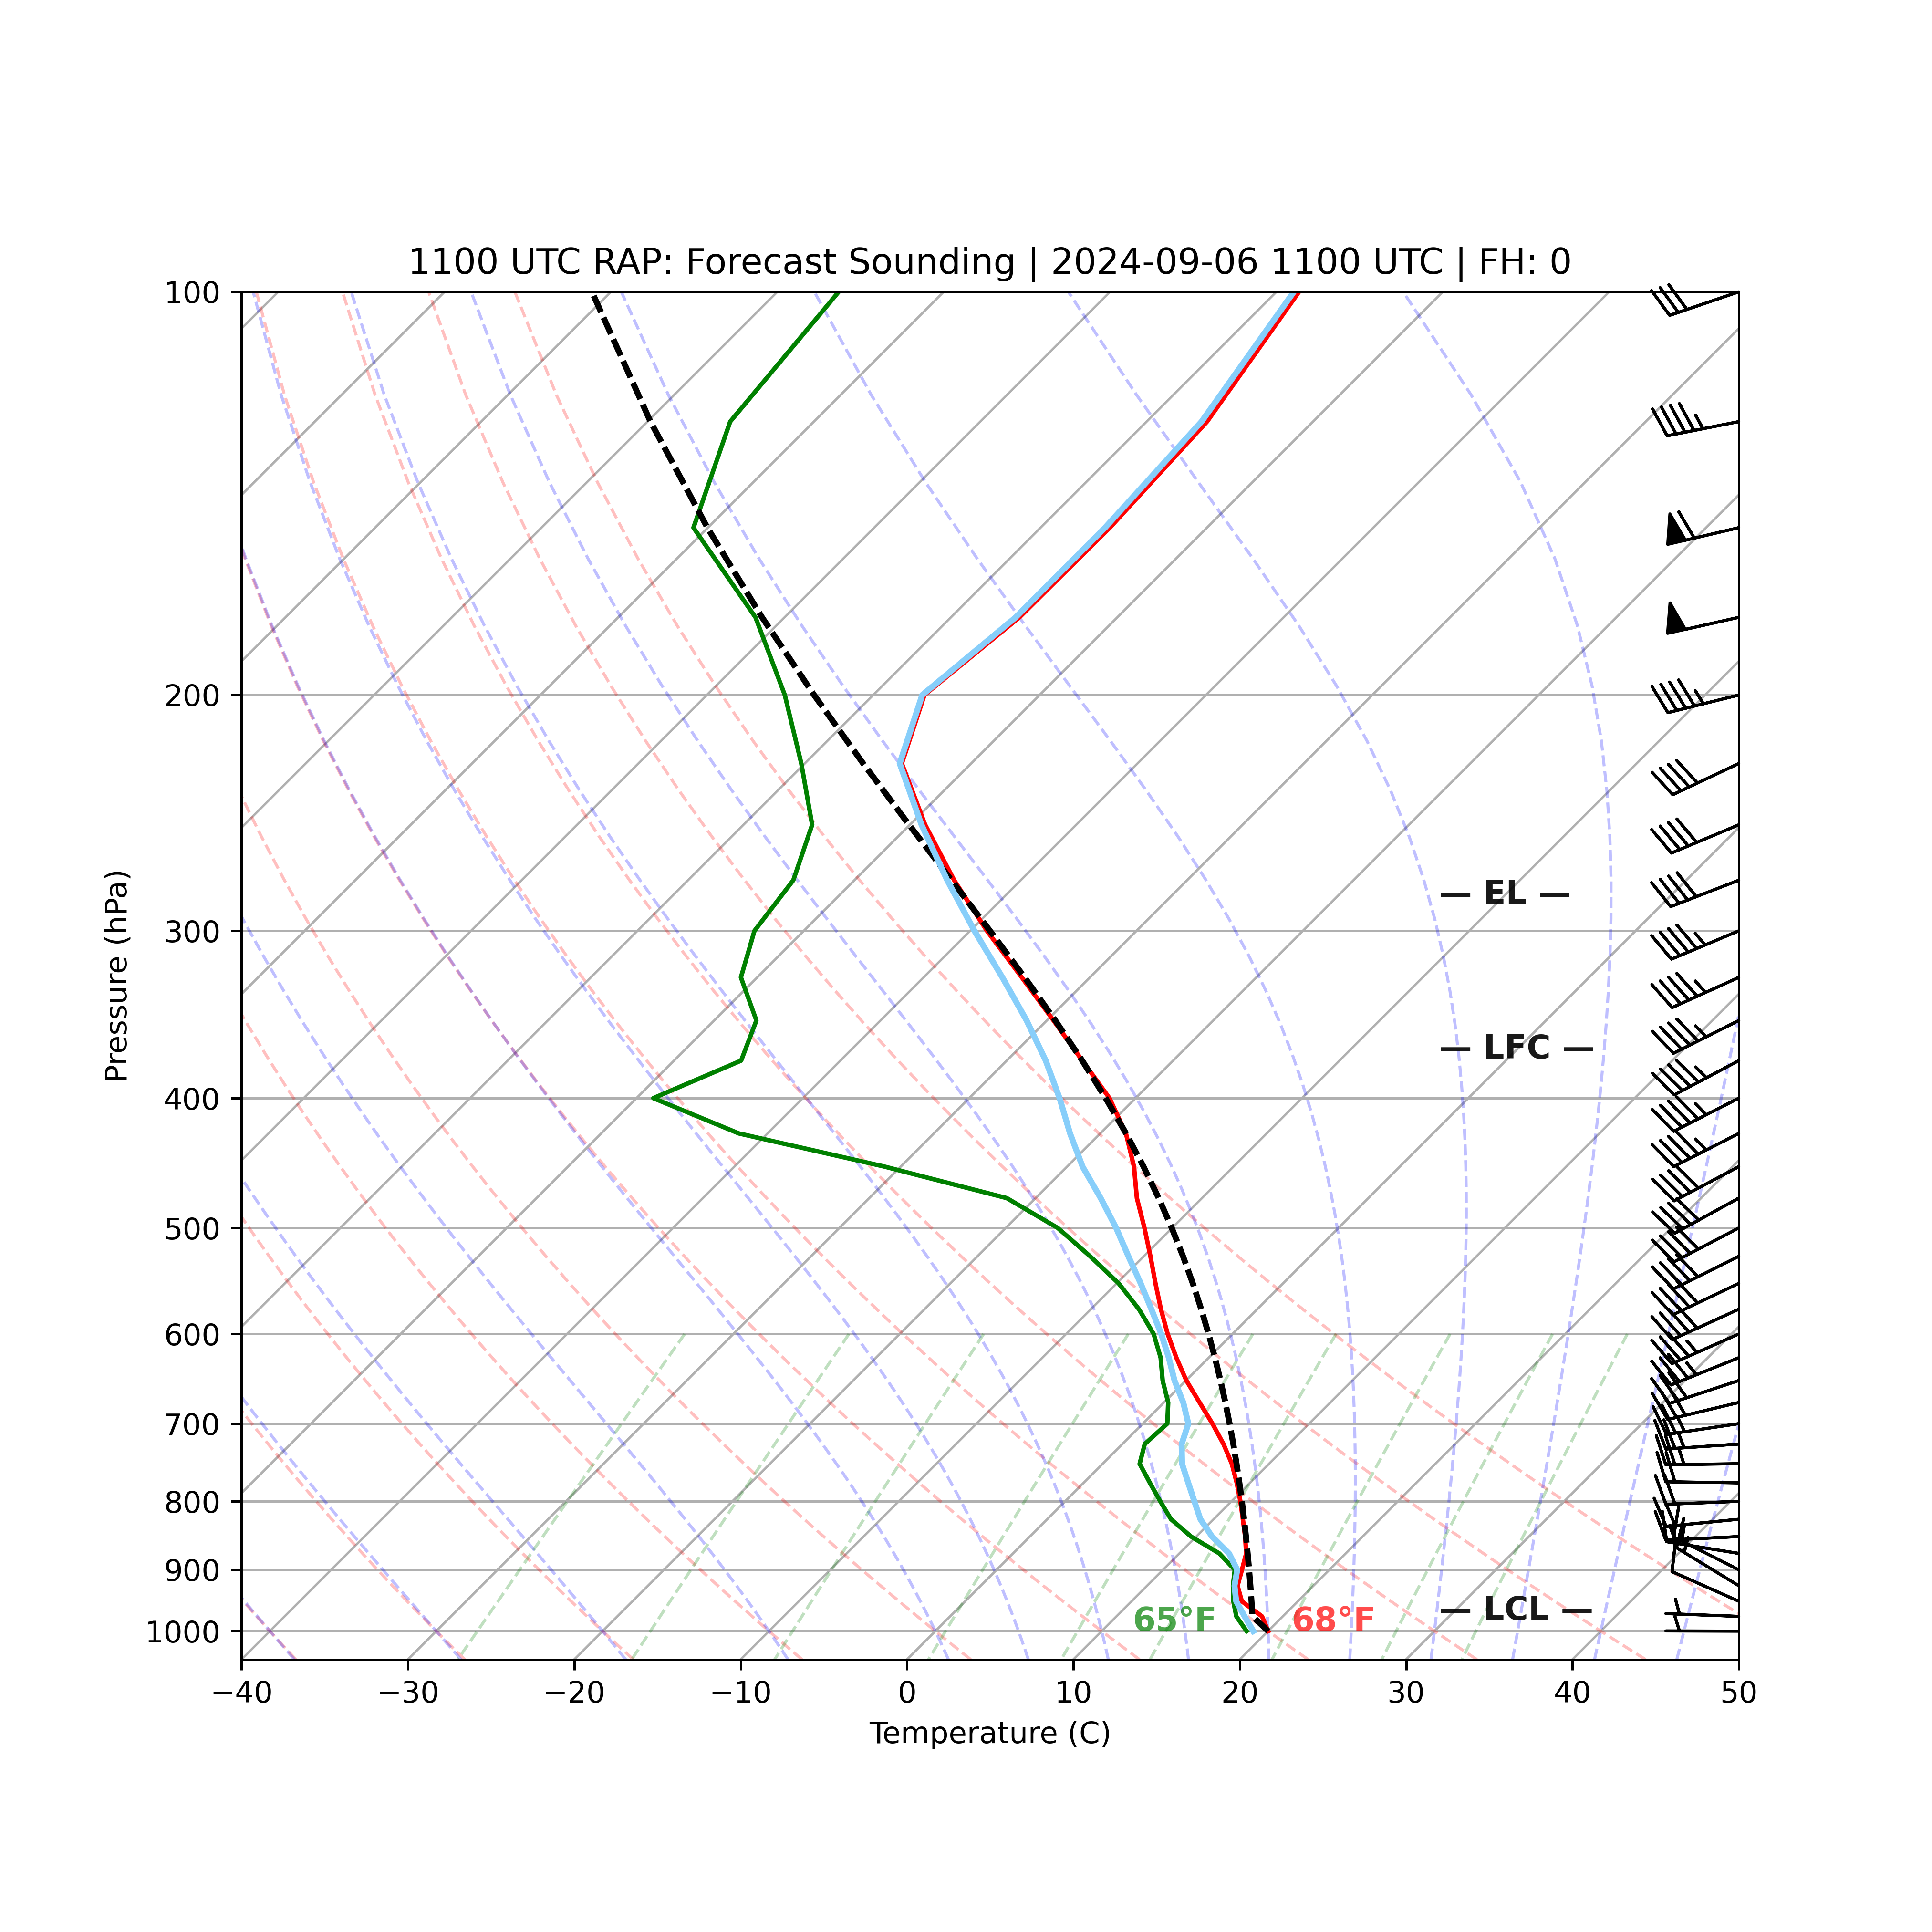 1100 UTC RAP: Forecast Sounding | 2024-09-06 1100 UTC | FH: 0
100
200
300
400
500
600
700
800
900
1000
Pressure (hPa)
— EL —
— LFC —
— LCL —
65°F
68°F
−40 −30 −20 −10 0 10 20 30 40 50
Temperature (C)